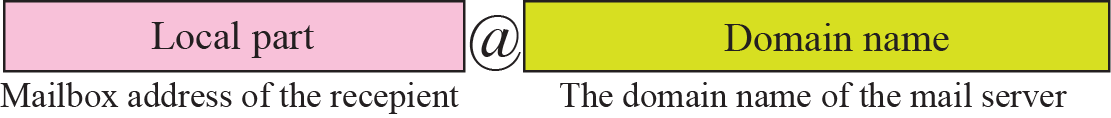 Local part @ Domain name
Mailbox address of the recepient The domain name of the mail server